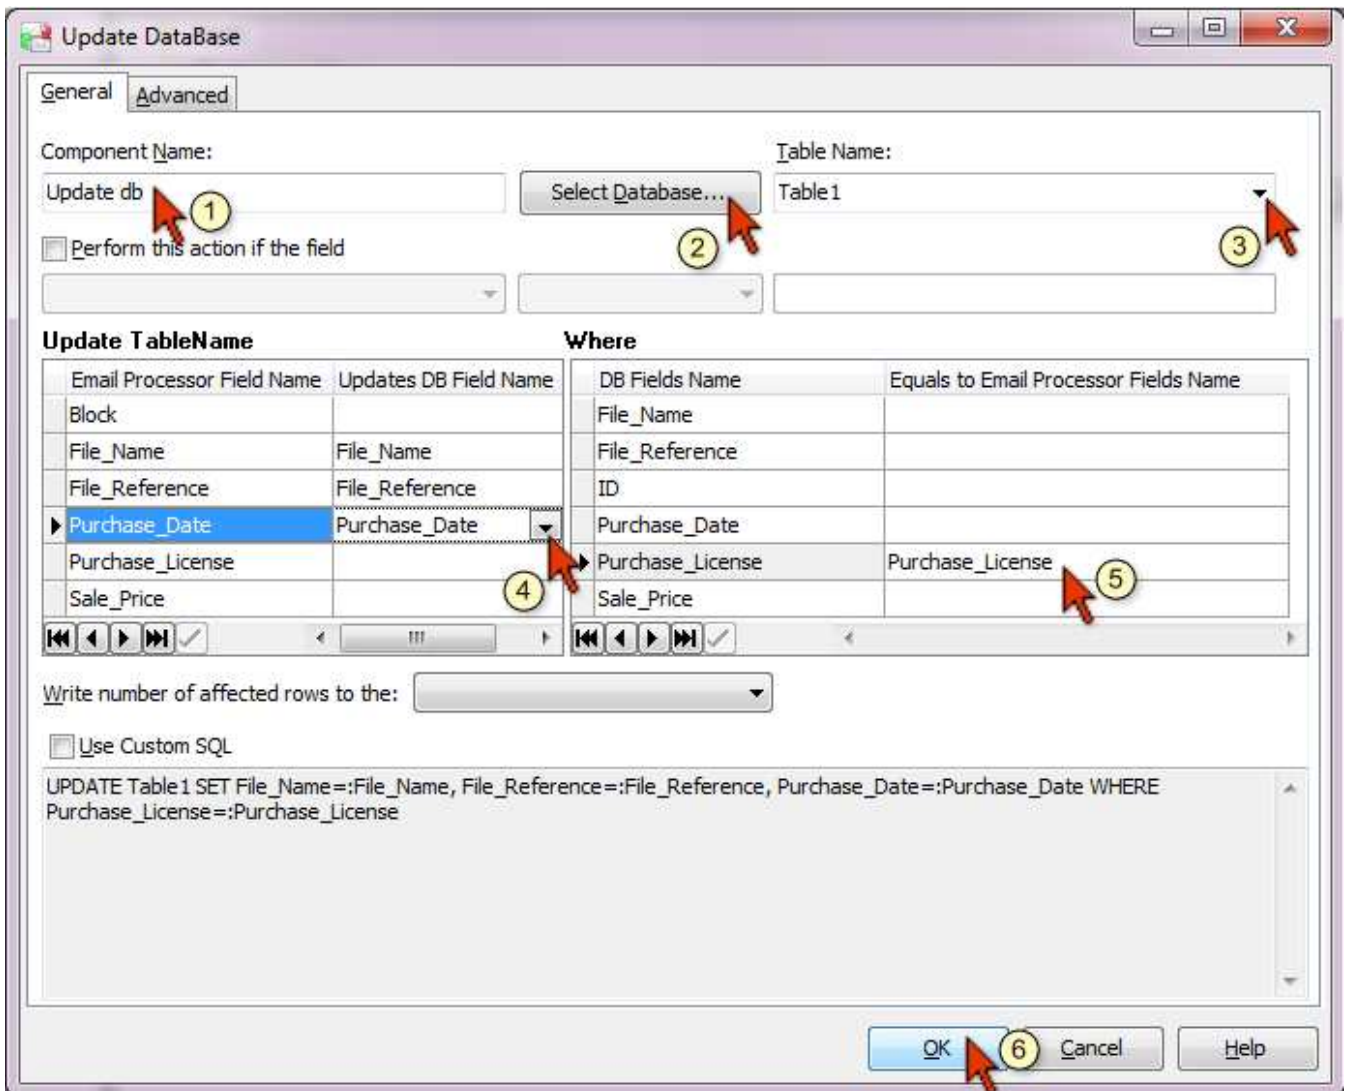 Update DataBase
General Advanced
Component Name: Table Name:
Update db Select Database... Table1
1 2 3
Perform this action if the field
Update TableName Where
Email Processor Field Name Updates DB Field Name DB Fields Name Equals to Email Processor Fields Name
Block File_Name
File_Name File_Name File_Reference
File_Reference File_Reference ID
Purchase_Date Purchase_Date Purchase_Date
Purchase_License Purchase_License Purchase_License
4 5
Sale_Price Sale_Price
Write number of affected rows to the:
Use Custom SQL
UPDATE Table1 SET File_Name=:File_Name, File_Reference=:File_Reference, Purchase_Date=:Purchase_Date WHERE
Purchase_License=:Purchase_License
OK 6 Cancel Help